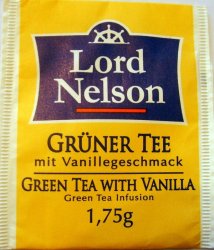 Lord
Nelson
GRÜNER TEE
mit Vanillegeschmack
GREEN TEA WITH VANILLA
Green Tea Infusion
1,75g